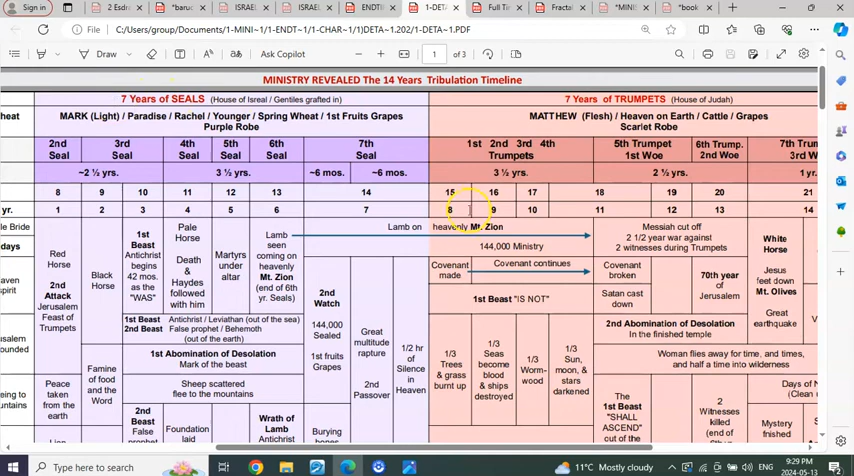 Sign in
2 Esdra
*baruc
ISRAEL
ISRAEL
ENDTIN
1-DETA
Full Tim
Fractal
*MINIS
*book
File
C:/Users/group/Documents/1-MINI~1/ENDT~1/-CHAR~1/1)DETA~1.202/1-DETA~1.PDF
Draw
Ask Copilot
1 of 3
MINISTRY REVEALED The 14 Years Tribulation Timeline
7 Years of SEALS (House of Isreal / Gentiles grafted in)
7 Years of TRUMPETS (House of Judah)
heat
MARK (Light) / Paradise / Rachel / Younger / Spring Wheat / 1st Fruits Grapes
Purple Robe
MATTHEW (Flesh) / Heaven on Earth / Cattle / Grapes
Scarlet Robe
2nd Seal
3rd Seal
4th Seal
5th Seal
6th Seal
7th Seal
1st 2nd 3rd 4th
Trumpets
5th Trumpet
1st Woe
6th Trump.
2nd Woe
7th Trum
3rd W
~2 ½ yrs.
3 ½ yrs.
~6 mos.
~6 mos.
3 ½ yrs.
2 ½ yrs.
1 yr.
8 9 10 11 12 13 14 15 16 17 18 19 20 21
yr. 1 2 3 4 5 6 7 8 9 10 11 12 13 14
le Bride
days
aven
spirit
rusalem
ounded
eing to
ountains
Red Horse
2nd Attack
Jerusalem
Feast of Trumpets
Black Horse
1st Beast
Antichrist begins 42 mos. as the "WAS"
Pale Horse
Death & Haydes followed with him
Martyrs under altar
Lamb seen coming on heavenly Mt. Zion (end of 6th yr. Seals)
Lamb on heavenly Mt. Zion
144,000 Ministry
Covenant made
Covenant continues
1st Beast "IS NOT"
Messiah cut off
2 1/2 year war against
2 witnesses during Trumpets
Covenant broken
Satan cast down
70th year of Jerusalem
White Horse
Jesus feet down Mt. Olives
Great earthquake
1st Beast Antichrist / Leviathan (out of the sea)
2nd Beast False prophet / Behemoth
(out of the earth)
1st Abomination of Desolation
Mark of the beast
Sheep scattered
flee to the mountains
2nd Watch
144,000 Sealed
1st fruits Grapes
Great multitude rapture
2nd Passover
1/2 hr of Silence in Heaven
1/3 Trees & grass burnt up
1/3 Seas become blood & ships destroyed
1/3 Worm-wood
1/3 Sun, moon, & stars darkened
2nd Abomination of Desolation
In the finished temple
Woman flies away for time, and times,
and half a time into wilderness
Peace taken from the earth
Famine of food and the Word
2nd Beast False
Foundation laid
Wrath of Lamb
Antichrist
Burying
The 1st Beast "SHALL ASCEND" out of the
2 Witnesses killed (end of
Days of N
(Clean u
Mystery finished
Type here to search
11°C Mostly cloudy
9:29 PM
2024-05-13